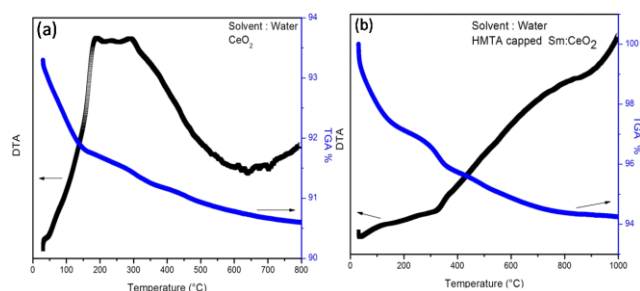 (a)
Solvent : Water
CeO2
94
93
92
91
90
TGA %
DTA
0 100 200 300 400 500 600 700 800
Temperature (°C)
(b)
Solvent : Water
HMTA capped Sm:CeO2
100
98
96
94
TGA %
DTA
0 200 400 600 800 1000
Temperature (°C)